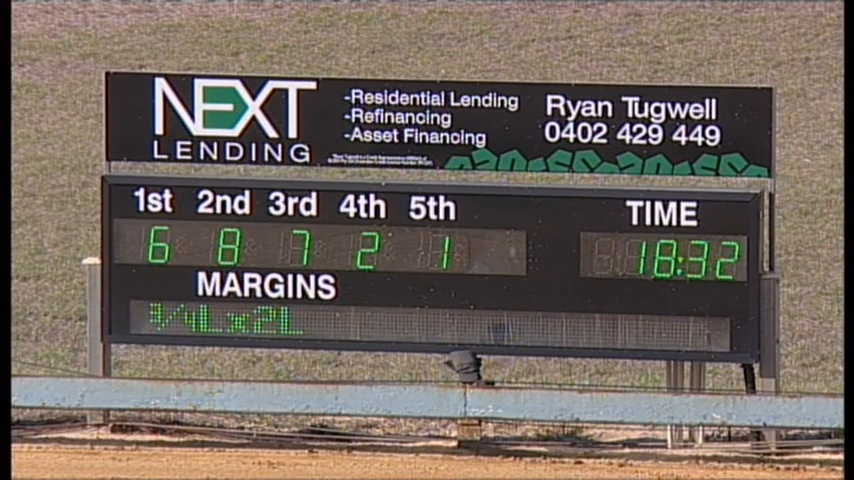 NEXT
LENDING
-Residential Lending
-Refinancing
-Asset Financing
Ryan Tugwell
0402 429 449
1st 2nd 3rd 4th 5th
6 8 7 2 1
TIME
18:32
MARGINS
3/4Lx2L